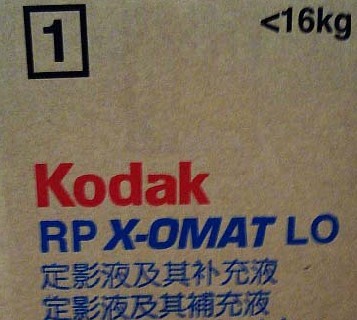 1
<16kg
Kodak
RP X-OMAT LO
定影液及其补充液
定影液及其補充液